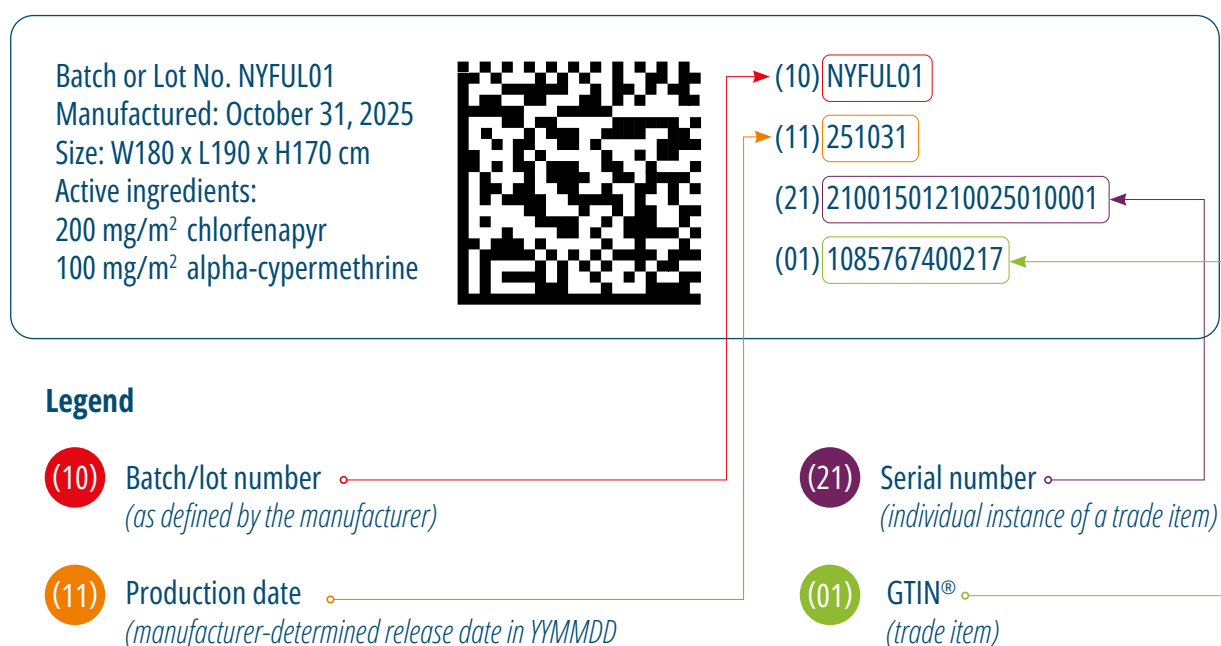 Batch or Lot No. NYFUL01
Manufactured: October 31, 2025
Size: W180 x L190 x H170 cm
Active ingredients:
200 mg/m² chlorfenapyr
100 mg/m² alpha-cypermethrine
(10) NYFUL01
(11) 251031
(21) 21001501210025010001
(01) 1085767400217
Legend
(10) Batch/lot number
(as defined by the manufacturer)
(11) Production date
(manufacturer-determined release date in YYMMDD
(21) Serial number
(individual instance of a trade item)
(01) GTIN®
(trade item)